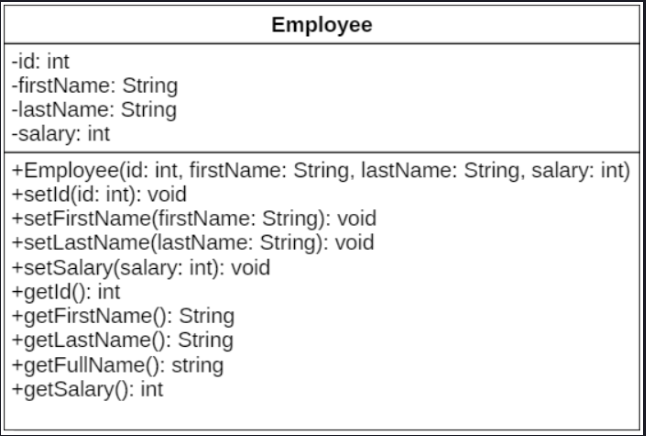 Employee
-id: int
-firstName: String
-lastName: String
-salary: int
+Employee(id: int, firstName: String, lastName: String, salary: int)
+setId(id: int): void
+setFirstName(firstName: String): void
+setLastName(lastName: String): void
+setSalary(salary: int): void
+getId(): int
+getFirstName(): String
+getLastName(): String
+getFullName(): string
+getSalary(): int